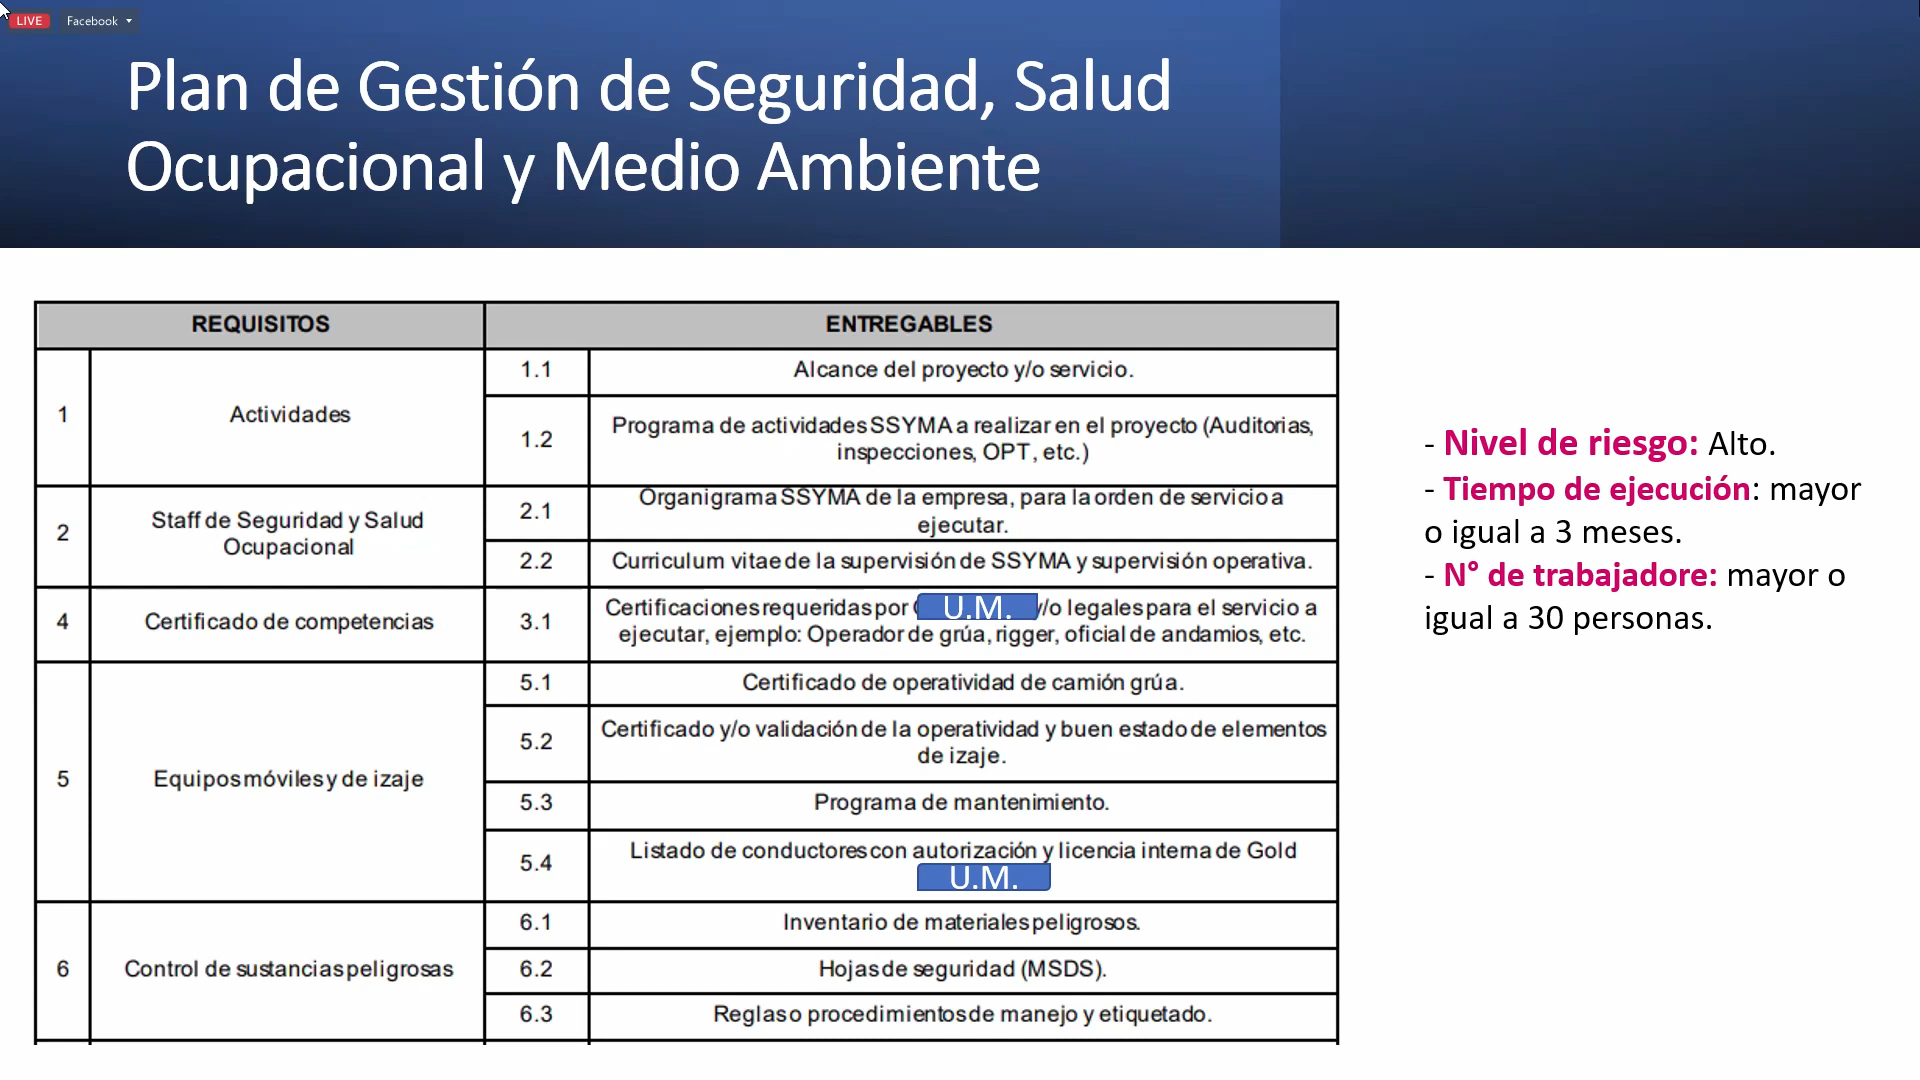 LIVE Facebook
Plan de Gestión de Seguridad, Salud
Ocupacional y Medio Ambiente
REQUISITOS ENTREGABLES
1 Actividades
1.1 Alcance del proyecto y/o servicio.
1.2 Programa de actividades SSYMA a realizar en el proyecto (Auditorias,
inspecciones, OPT, etc.)
2 Staff de Seguridad y Salud
Ocupacional
2.1 Organigrama SSYMA de la empresa, para la orden de servicio a
ejecutar.
2.2 Curriculum vitae de la supervisión de SSYMA y supervisión operativa.
4 Certificado de competencias
3.1 Certificaciones requeridas por U.M. y/o legales para el servicio a
ejecutar, ejemplo: Operador de grúa, rigger, oficial de andamios, etc.
5 Equipos móviles y de izaje
5.1 Certificado de operatividad de camión grúa.
5.2 Certificado y/o validación de la operatividad y buen estado de elementos
de izaje.
5.3 Programa de mantenimiento.
5.4 Listado de conductores con autorización y licencia interna de Gold
U.M.
6 Control de sustancias peligrosas
6.1 Inventario de materiales peligrosos.
6.2 Hojas de seguridad (MSDS).
6.3 Reglas o procedimientos de manejo y etiquetado.
- Nivel de riesgo: Alto.
- Tiempo de ejecución: mayor
o igual a 3 meses.
- N° de trabajadore: mayor o
igual a 30 personas.